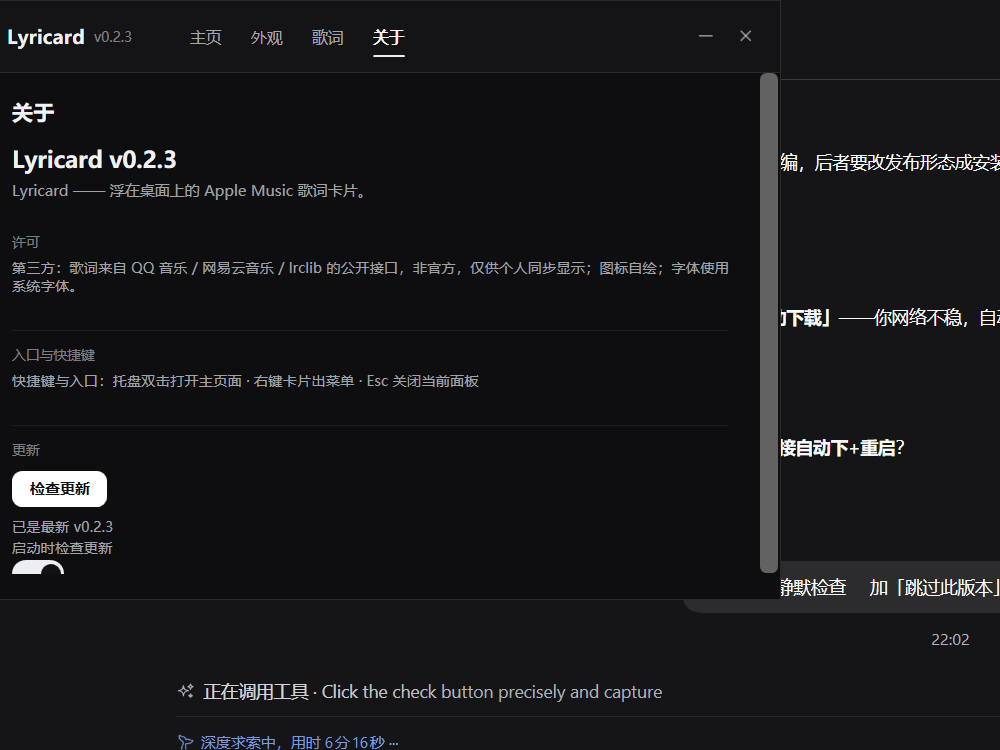 Lyricard v0.2.3 主页 外观 歌词 关于
关于
Lyricard v0.2.3
Lyricard —— 浮在桌面上的 Apple Music 歌词卡片。
许可
第三方：歌词来自 QQ 音乐 / 网易云音乐 / lrclib 的公开接口，非官方，仅供个人同步显示；图标自绘；字体使用
系统字体。
入口与快捷键
快捷键与入口：托盘双击打开主页面 · 右键卡片出菜单 · Esc 关闭当前面板
更新
检查更新
已是最新 v0.2.3
启动时检查更新
编，后者要改发布形态成安装
下载」——你网络不稳，自动
接自动下+重启?
静默检查 加「跳过此版本」
22:02
正在调用工具 · Click the check button precisely and capture
深度求索中，用时 6分16秒 ···